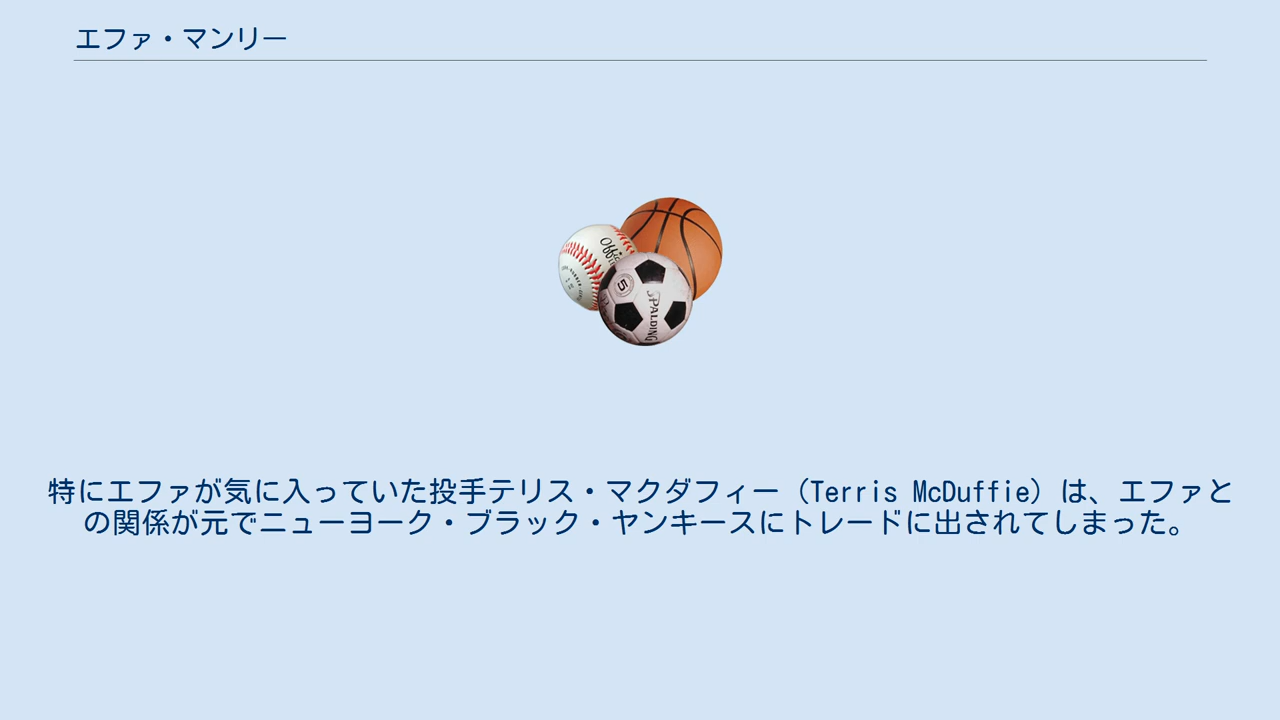 エファ・マンリー
Offici
5
SPALDING
特にエファが気に入っていた投手テリス・マクダフィー（Terris McDuffie）は、エファと
の関係が元でニューヨーク・ブラック・ヤンキースにトレードに出されてしまった。